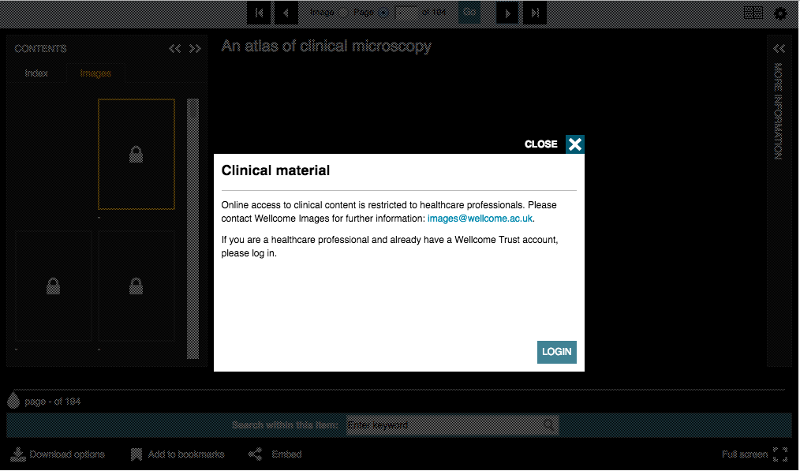 Image Page - of 194 Go
CONTENTS
Index Images
An atlas of clinical microscopy
MORE INFORMATION
CLOSE
Clinical material
Online access to clinical content is restricted to healthcare professionals. Please
contact Wellcome Images for further information: images@wellcome.ac.uk.
If you are a healthcare professional and already have a Wellcome Trust account,
please log in.
LOGIN
-
- -
page - of 194
Search within this item: Enter keyword
Download options Add to bookmarks Embed Full screen